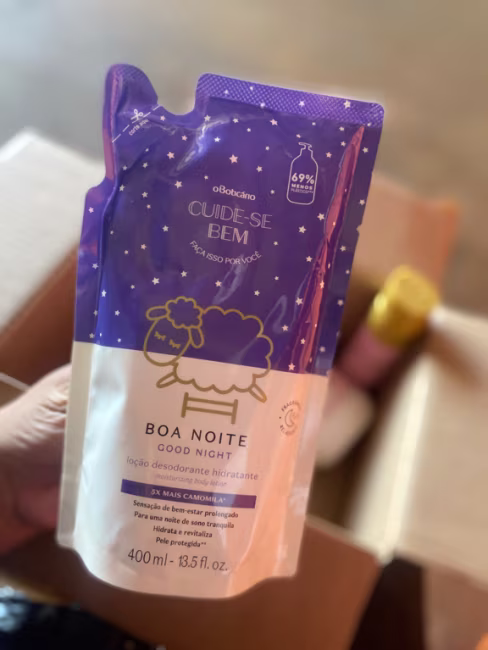 69%
MENOS
oBoticário
CUIDE-SE
BEM
FAÇA ISSO POR VOCÊ
BOA NOITE
GOOD NIGHT
loção desodorante hidratante
moisturizing body lotion
5X MAIS CAMOMILA*
Sensação de bem-estar prolongado
Para uma noite de sono tranquila
Hidrata e revitaliza
Pele protegida**
400 ml - 13.5 fl. oz.